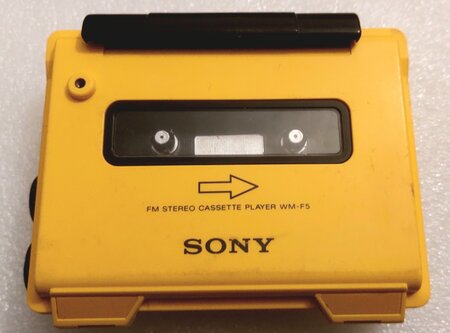 FM STEREO CASSETTE PLAYER WM-F5
SONY